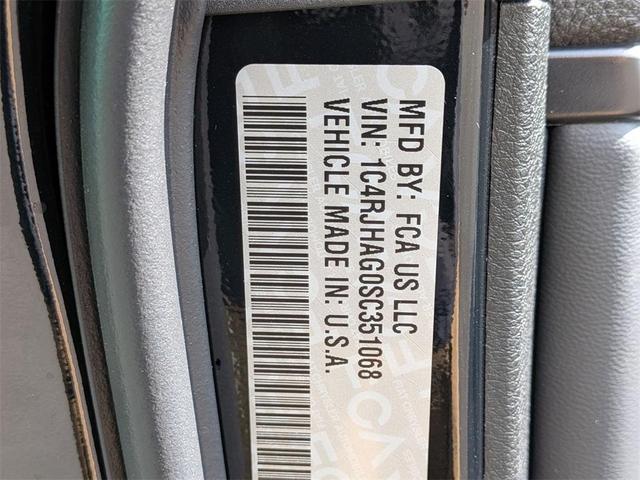 MFD BY: FCA US LLC
VIN: 1C4RJHAG0SC351068
VEHICLE MADE IN: U.S.A.